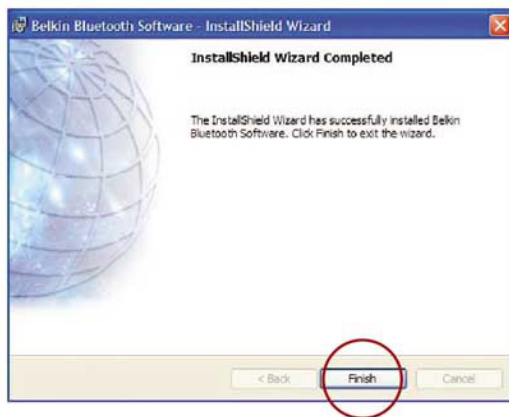 Belkin Bluetooth Software - InstallShield Wizard
InstallShield Wizard Completed
The InstallShield Wizard has successfully installed Belkin
Bluetooth Software. Click Finish to exit the wizard.
< Back Finish Cancel